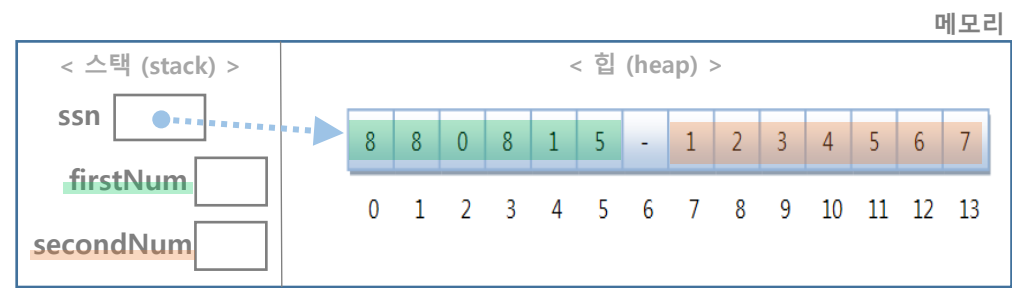 메모리
< 스택 (stack) >
< 힙 (heap) >
ssn
8 8 0 8 1 5 - 1 2 3 4 5 6 7
firstNum
0 1 2 3 4 5 6 7 8 9 10 11 12 13
secondNum